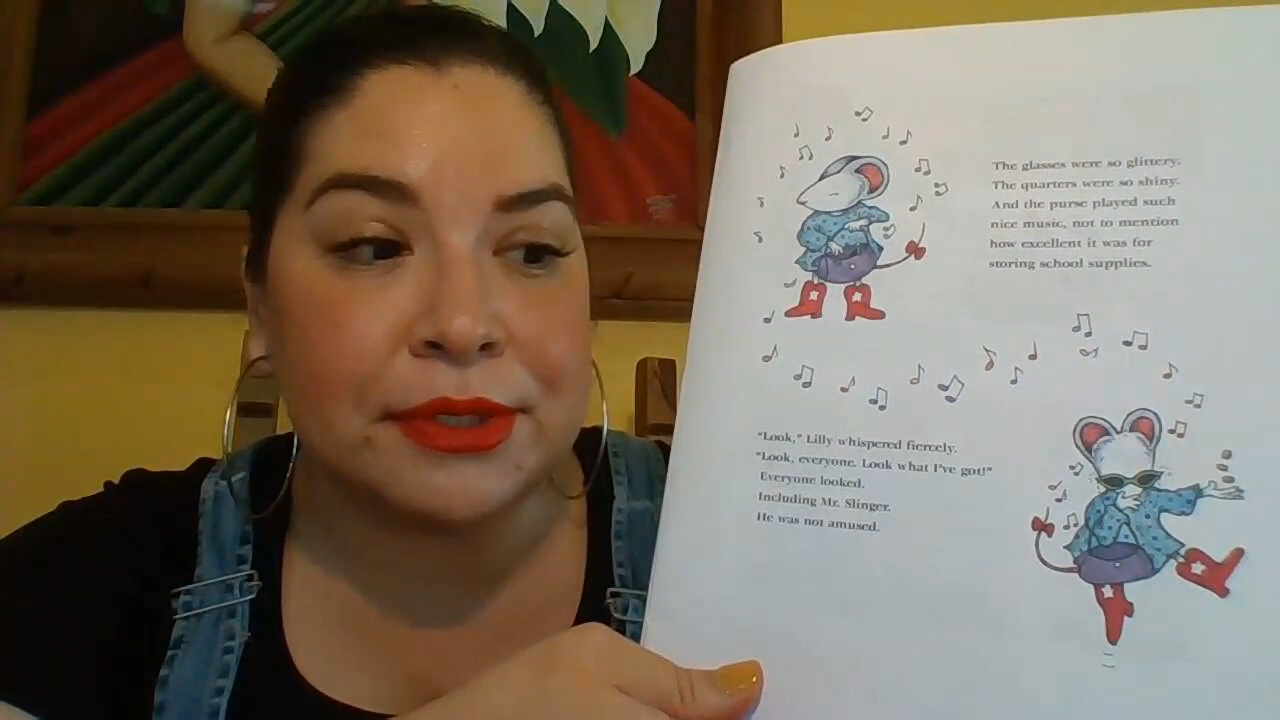 The glasses were so glittery.
The quarters were so shiny.
And the purse played such
nice music, not to mention
how excellent it was for
storing school supplies.
"Look," Lilly whispered fiercely.
"Look, everyone. Look what I've got!"
Everyone looked.
Including Mr. Slinger.
He was not amused.